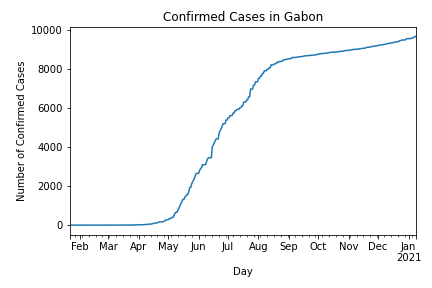 Confirmed Cases in Gabon
10000
8000
6000
4000
2000
0
Number of Confirmed Cases
Feb Mar Apr May Jun Jul Aug Sep Oct Nov Dec Jan
2021
Day